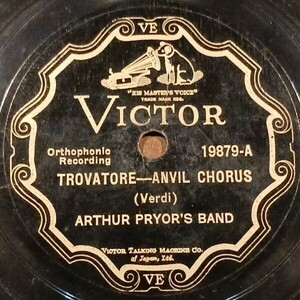 VE
"HIS MASTER'S VOICE"
TRADE MARK REG.
VICTOR
Orthophonic
Recording
19879-A
TROVATORE—ANVIL CHORUS
(Verdi)
ARTHUR PRYOR'S BAND
VICTOR TALKING MACHINE CO.
of Japan, Ltd.
VE